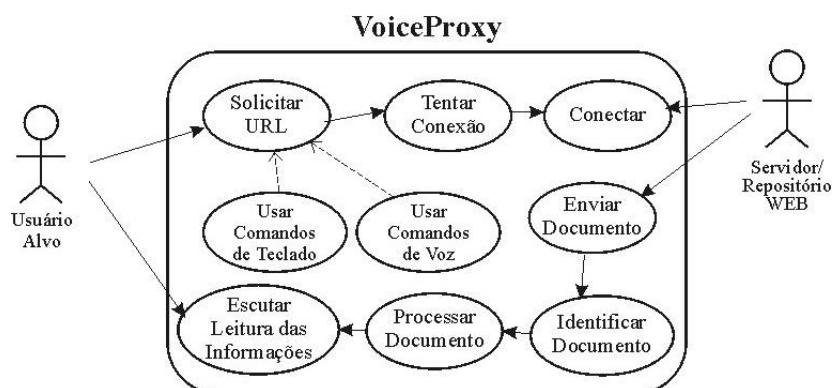 VoiceProxy
Solicitar
URL
Tentar
Conexão
Conectar
Usuário
Alvo
Servidor/
Repositório
WEB
Usar
Comandos
de Teclado
Usar
Comandos
de Voz
Enviar
Documento
Escutar
Leitura das
Informações
Processar
Documento
Identificar
Documento